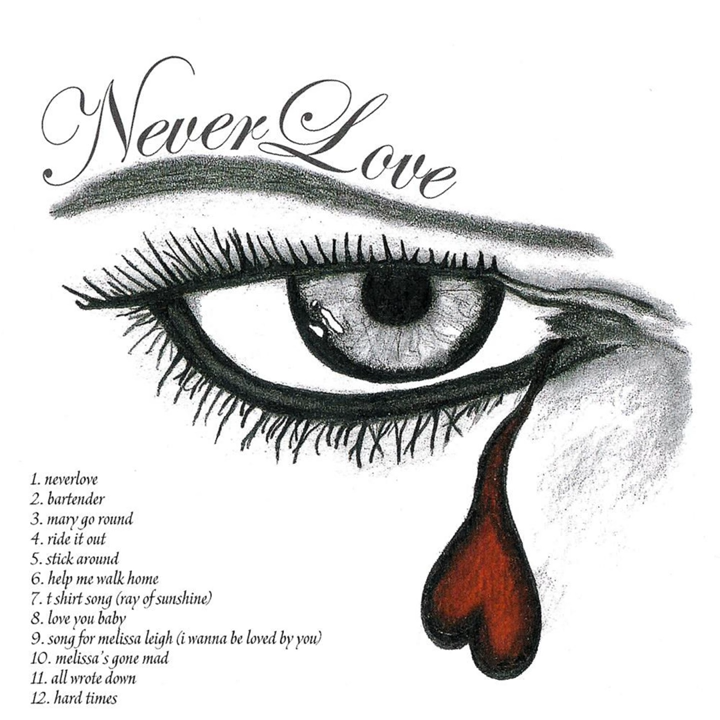 Never Love
1. neverlove
2. bartender
3. mary go round
4. ride it out
5. stick around
6. help me walk home
7. t shirt song (ray of sunshine)
8. love you baby
9. song for melissa leigh (i wanna be loved by you)
10. melissa's gone mad
11. all wrote down
12. hard times